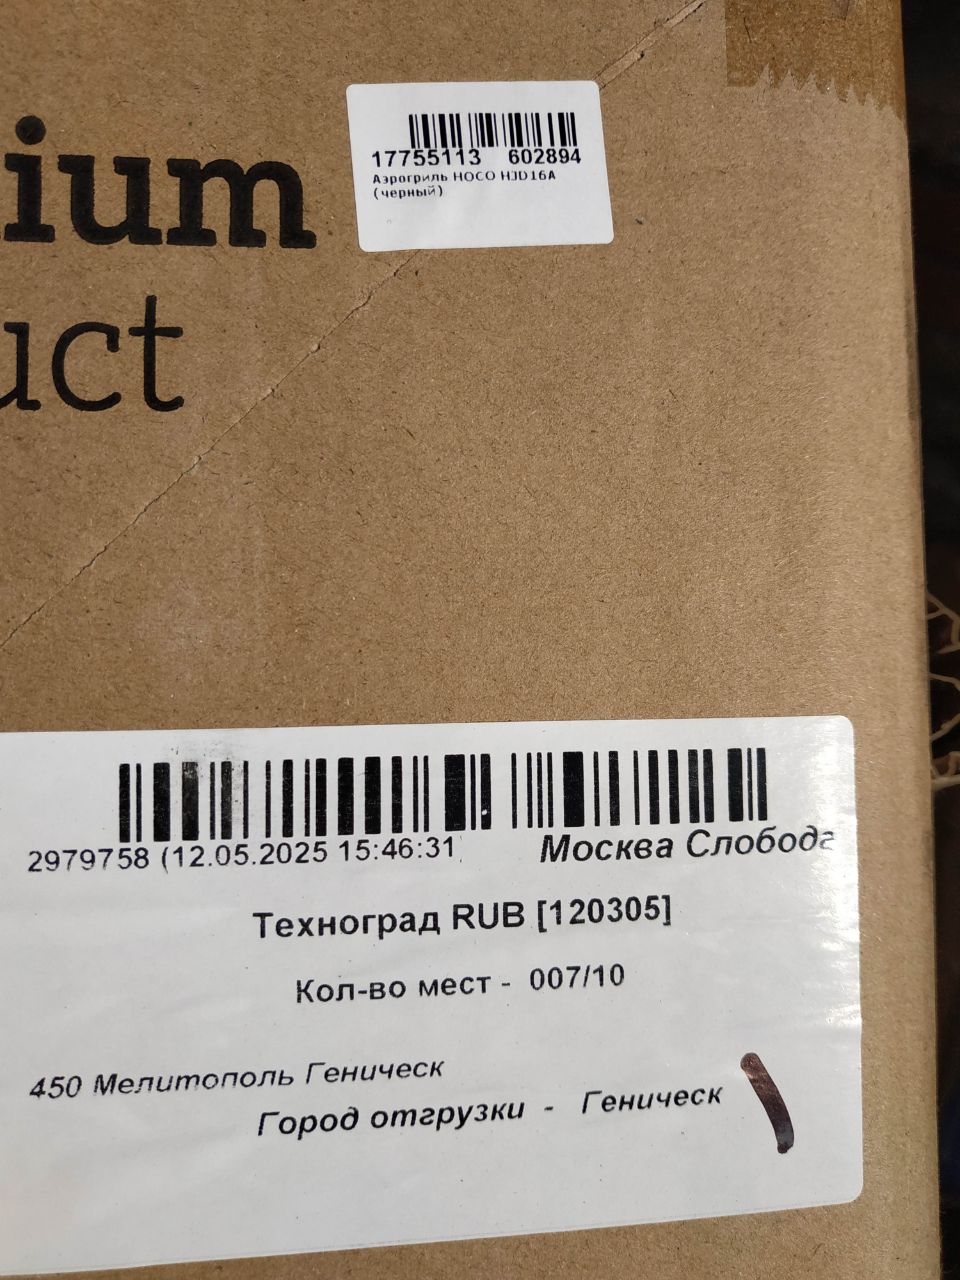 ium
uct
17755113 602894
Аэрогриль HOCO HJD16A
(черный)
2979758 (12.05.2025 15:46:31
Москва Слобода
Техноград RUB [120305]
Кол-во мест - 007/10
450 Мелитополь Геническ
Город отгрузки - Геническ